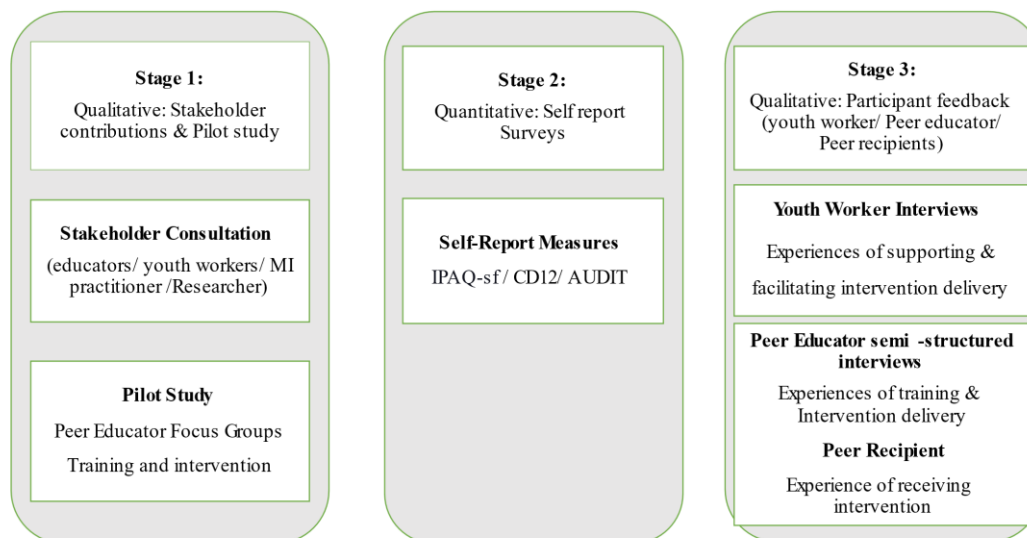 Stage 1:
Qualitative: Stakeholder
contributions & Pilot study
Stakeholder Consultation
(educators/ youth workers/ MI
practitioner /Researcher)
Pilot Study
Peer Educator Focus Groups
Training and intervention
Stage 2:
Quantitative: Self report
Surveys
Self-Report Measures
IPAQ-sf / CD12/ AUDIT
Stage 3:
Qualitative: Participant feedback
(youth worker/ Peer educator/
Peer recipients)
Youth Worker Interviews
Experiences of supporting &
facilitating intervention delivery
Peer Educator semi -structured
interviews
Experiences of training &
Intervention delivery
Peer Recipient
Experience of receiving
intervention